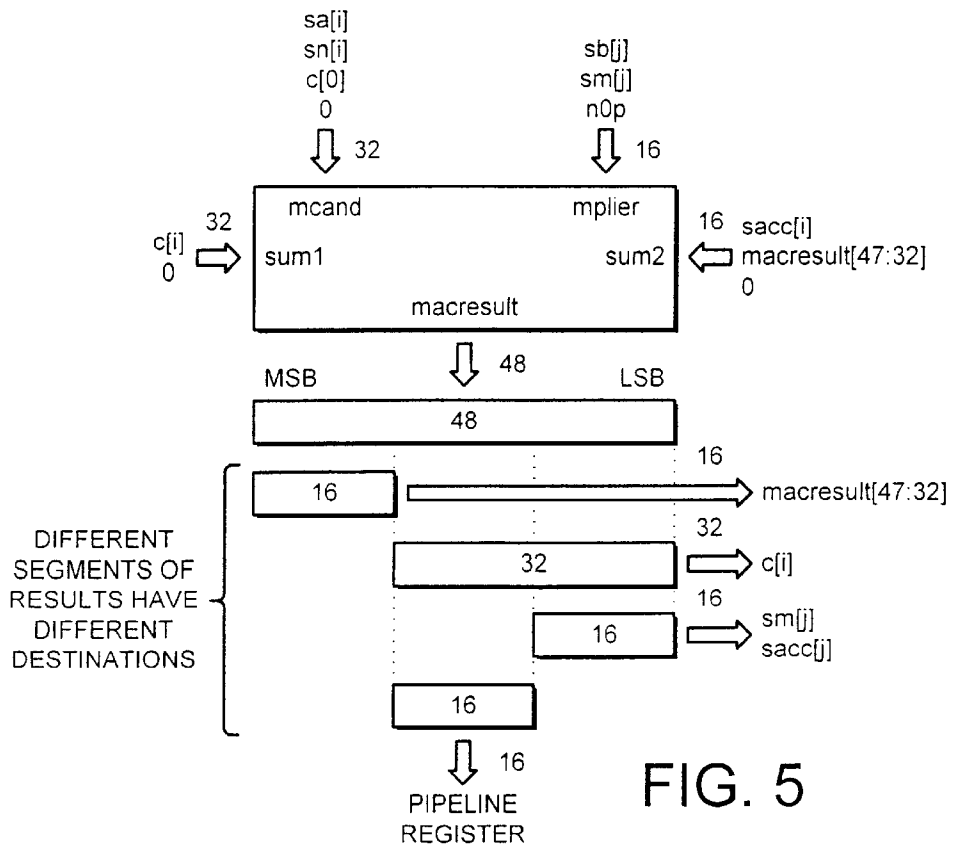 sa[i]
sn[i]
c[0]
0
32
sb[j]
sm[j]
n0p
16
mcand
mplier
32
c[i]
0
sum1
sum2
16
sacc[i]
macresult[47:32]
0
macresult
48
MSB
LSB
48
16
16
macresult[47:32]
DIFFERENT
SEGMENTS OF
RESULTS HAVE
DIFFERENT
DESTINATIONS
32
32
c[i]
16
16
sm[j]
sacc[j]
16
16
PIPELINE
REGISTER
FIG. 5